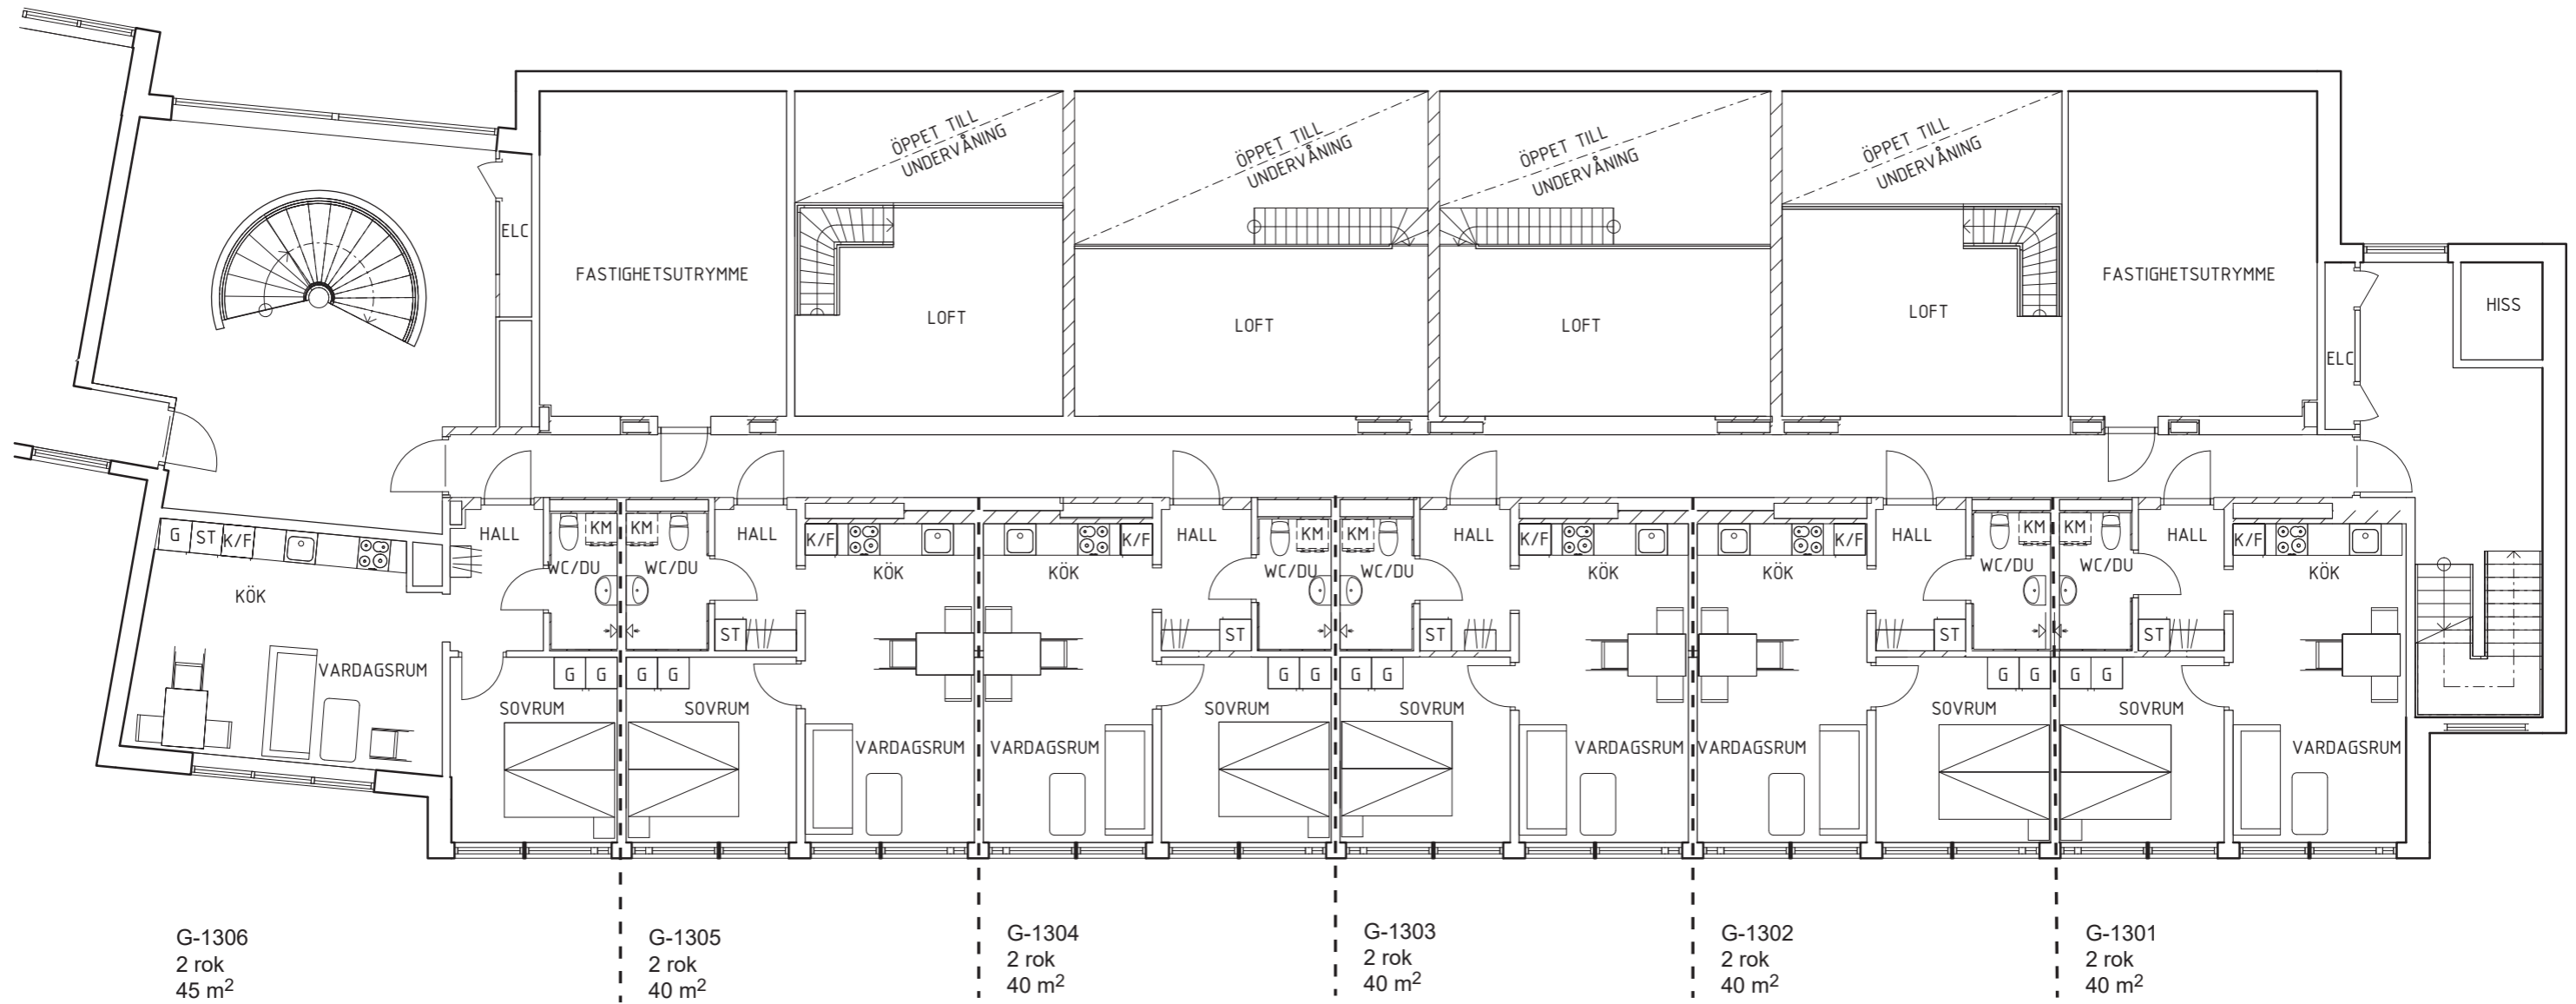 ÖPPET TILL
UNDERVÅNING
ÖPPET TILL
UNDERVÅNING
ÖPPET TILL
UNDERVÅNING
ÖPPET TILL
UNDERVÅNING
ELC
FASTIGHETSUTRYMME
LOFT
LOFT
LOFT
LOFT
FASTIGHETSUTRYMME
ELC
HISS
G
ST
K/F
KÖK
VARDAGSRUM
HALL
KM
WC/DU
G
G
SOVRUM
KM
WC/DU
HALL
ST
G
G
SOVRUM
K/F
KÖK
VARDAGSRUM
K/F
KÖK
VARDAGSRUM
HALL
ST
KM
WC/DU
G
G
SOVRUM
KM
WC/DU
HALL
ST
G
G
SOVRUM
K/F
KÖK
VARDAGSRUM
K/F
KÖK
VARDAGSRUM
HALL
ST
KM
WC/DU
G
G
SOVRUM
KM
WC/DU
HALL
ST
G
G
SOVRUM
K/F
KÖK
VARDAGSRUM
G-1306
2 rok
45 m²
G-1305
2 rok
40 m²
G-1304
2 rok
40 m²
G-1303
2 rok
40 m²
G-1302
2 rok
40 m²
G-1301
2 rok
40 m²